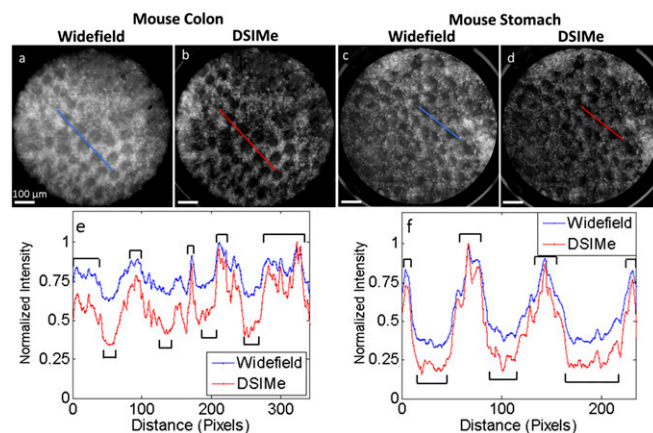 Mouse Colon
Mouse Stomach
Widefield
DSIMe
Widefield
DSIMe
a
b
c
d
100 µm
e
f
Normalized Intensity
1
0.75
0.5
0.25
0
100
200
300
Distance (Pixels)
Widefield
DSIMe
Normalized Intensity
1
0.75
0.5
0.25
0
0
100
200
Distance (Pixels)
Widefield
DSIMe